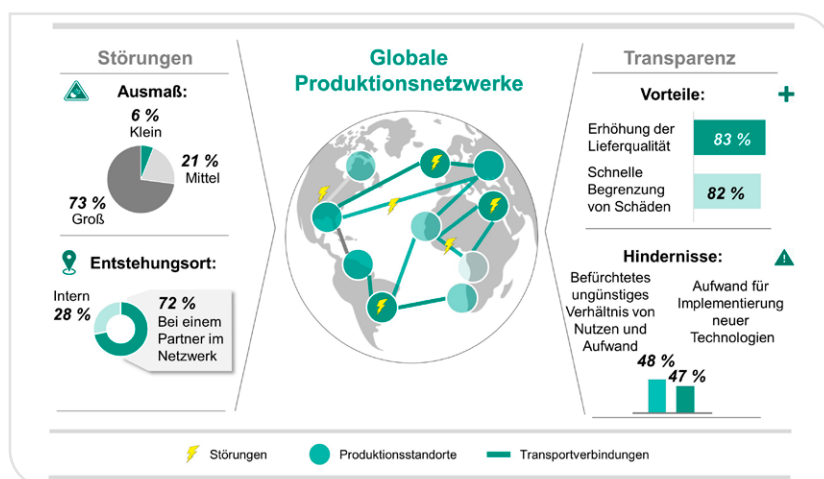 Störungen
Ausmaß:
6 %
Klein
21 %
Mittel
73 %
Groß
Entstehungsort:
Intern
28 %
72 %
Bei einem
Partner im
Netzwerk
Globale
Produktionsnetzwerke
Transparenz
Vorteile:
Erhöhung der
Lieferqualität
83 %
Schnelle
Begrenzung
von Schäden
82 %
Hindernisse:
Befürchtetes
ungünstiges
Verhältnis von
Nutzen und
Aufwand
48 %
Aufwand für
Implementierung
neuer
Technologien
47 %
Störungen
Produktionsstandorte
Transportverbindungen